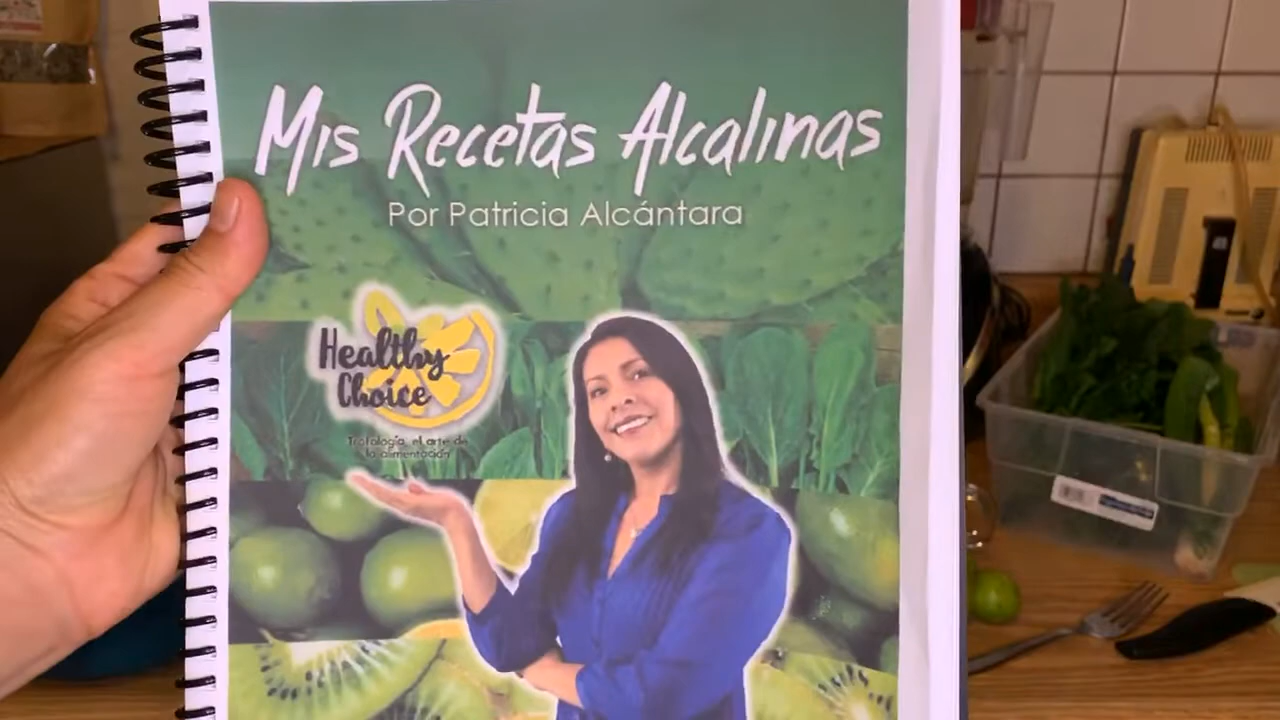 Mis Recetas Alcalinas
Por Patricia Alcántara
Healthy
Choice
Trofología, el arte de
la alimentación